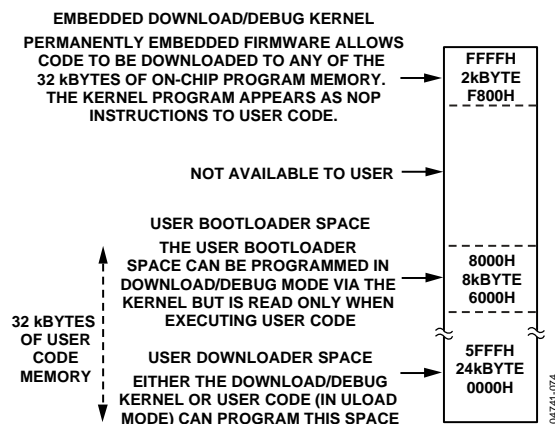 EMBEDDED DOWNLOAD/DEBUG KERNEL
PERMANENTLY EMBEDDED FIRMWARE ALLOWS
CODE TO BE DOWNLOADED TO ANY OF THE
32 kBYTES OF ON-CHIP PROGRAM MEMORY.
THE KERNEL PROGRAM APPEARS AS NOP
INSTRUCTIONS TO USER CODE.
FFFFH
2kBYTE
F800H
NOT AVAILABLE TO USER
USER BOOTLOADER SPACE
THE USER BOOTLOADER
SPACE CAN BE PROGRAMMED IN
DOWNLOAD/DEBUG MODE VIA THE
KERNEL BUT IS READ ONLY WHEN
EXECUTING USER CODE
8000H
8kBYTE
6000H
32 kBYTES
OF USER
CODE
MEMORY
USER DOWNLOADER SPACE
EITHER THE DOWNLOAD/DEBUG
KERNEL OR USER CODE (IN ULOAD
MODE) CAN PROGRAM THIS SPACE
5FFFH
24kBYTE
0000H
04741-074